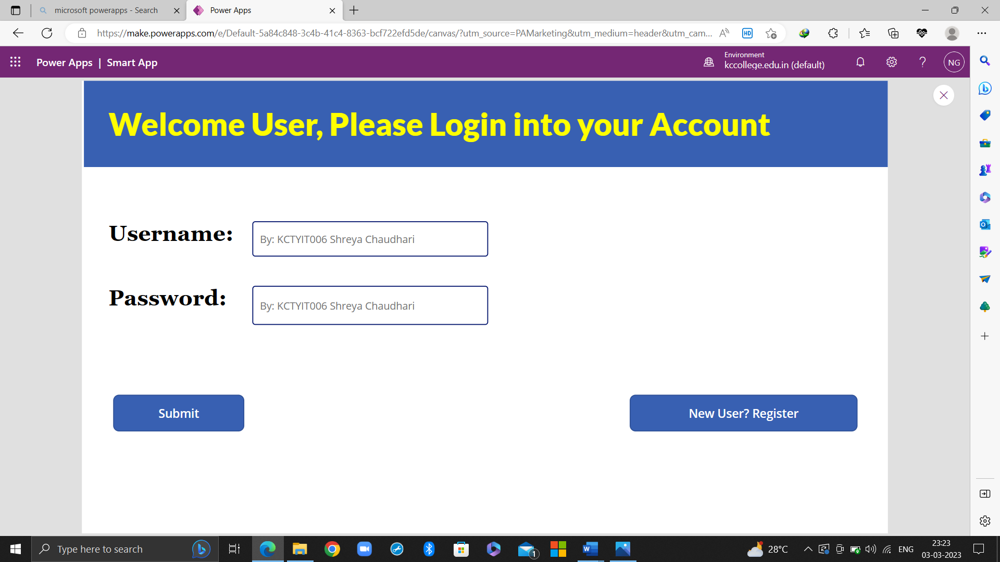 microsoft powerapps - Search
Power Apps
https://make.powerapps.com/e/Default-5a84c848-3c4b-41c4-8363-bcf722efd5de/canvas/?utm_source=PAMarketing&utm_medium=header&utm_cam...
HD
Power Apps | Smart App
Environment
kccollege.edu.in (default)
NG
Welcome User, Please Login into your Account
Username:
By: KCTYIT006 Shreya Chaudhari
Password:
By: KCTYIT006 Shreya Chaudhari
Submit
New User? Register
Type here to search
1
28°C
ENG
23:23
03-03-2023